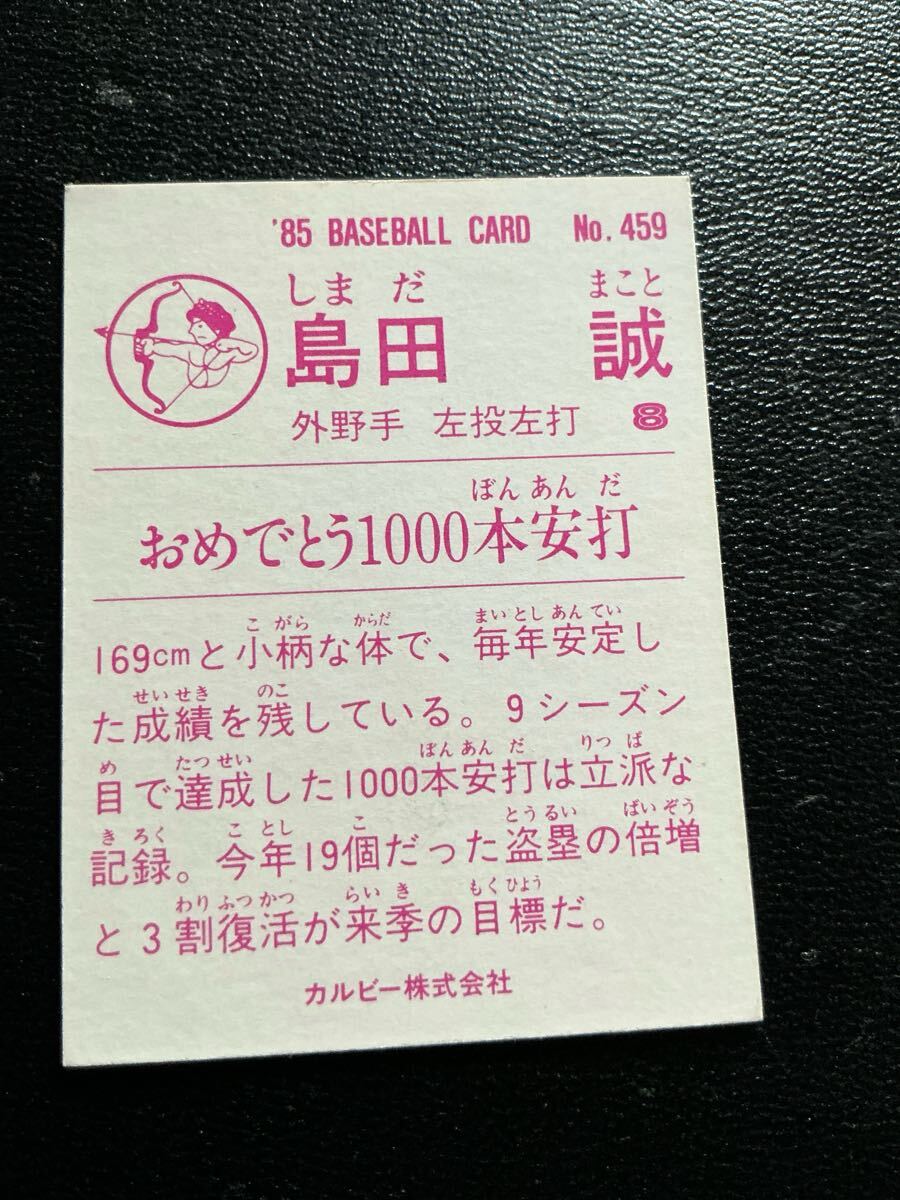 '85 BASEBALL CARD No. 459
しまだ まこと
島田 誠
外野手 左投左打 8
ぼんあんだ
おめでとう1000本安打
こがら からだ まいとしあんてい
169cmと小柄な体で、毎年安定し
せいせき のこ
た成績を残している。9シーズン
め たっせい ぼんあんだ りっぱ
目で達成した1000本安打は立派な
きろく ことし こ とうるい ばいぞう
記録。今年19個だった盗塁の倍増
わりふっかつ らいき もくひょう
と3割復活が来季の目標だ。
カルビー株式会社